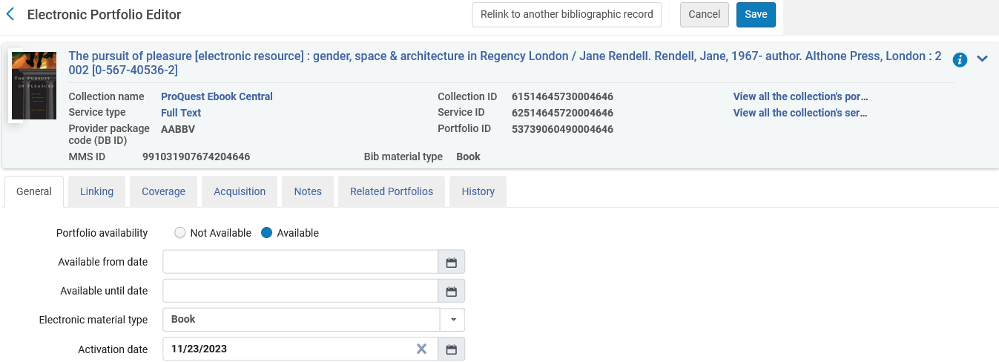 Electronic Portfolio Editor
Relink to another bibliographic record
Cancel
Save
The pursuit of pleasure [electronic resource] : gender, space & architecture in Regency London / Jane Rendell. Rendell, Jane, 1967- author. Althone Press, London : 2
002 [0-567-40536-2]
THE PURSUIT
OF PLEASURE
Collection name ProQuest Ebook Central Collection ID 61514645730004646 View all the collection's por...
Service type Full Text Service ID 62514645720004646 View all the collection's ser...
Provider package
code (DB ID) AABBV Portfolio ID 53739060490004646
MMS ID 991031907674204646 Bib material type Book
General Linking Coverage Acquisition Notes Related Portfolios History
Portfolio availability Not Available Available
Available from date
Available until date
Electronic material type Book
Activation date 11/23/2023